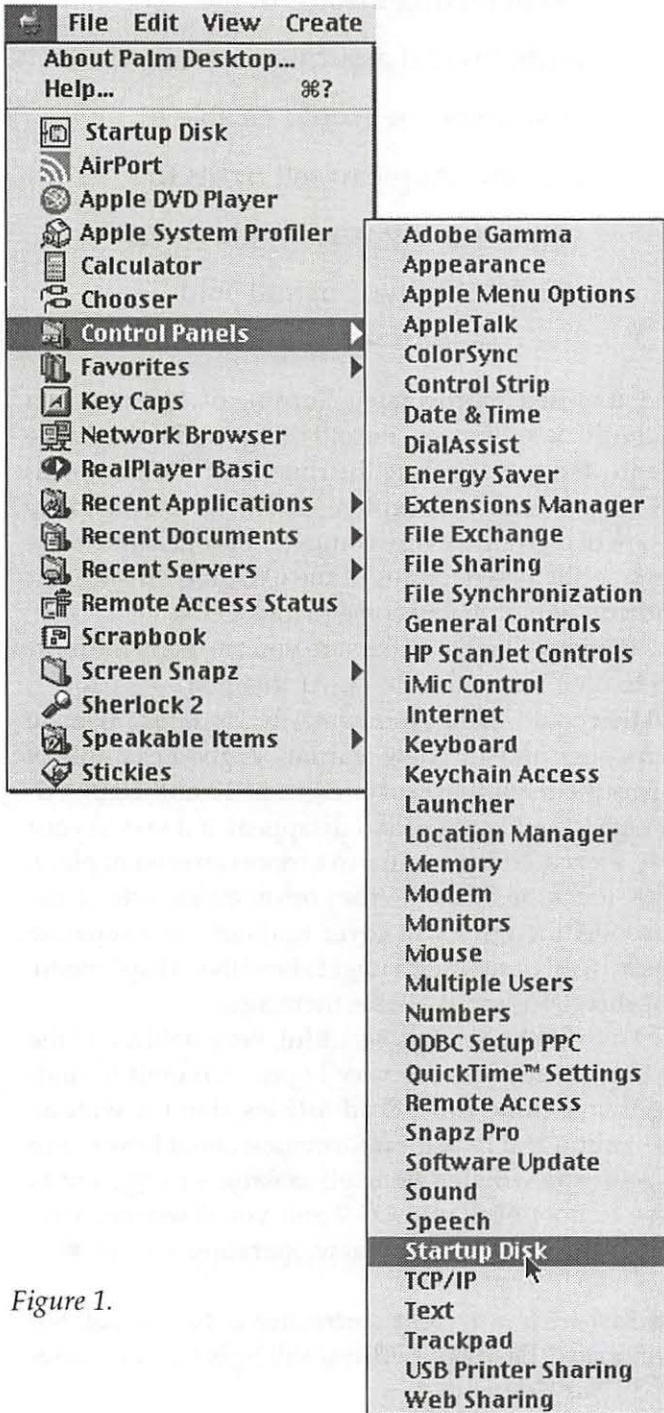 File Edit View Create
About Palm Desktop...
Help... ⌘?
Startup Disk
AirPort
Apple DVD Player
Apple System Profiler
Calculator
Chooser
Control Panels
Favorites
Key Caps
Network Browser
RealPlayer Basic
Recent Applications
Recent Documents
Recent Servers
Remote Access Status
Scrapbook
Screen Snapz
Sherlock 2
Speakable Items
Stickies
Adobe Gamma
Appearance
Apple Menu Options
AppleTalk
ColorSync
Control Strip
Date & Time
DialAssist
Energy Saver
Extensions Manager
File Exchange
File Sharing
File Synchronization
General Controls
HP ScanJet Controls
iMic Control
Internet
Keyboard
Keychain Access
Launcher
Location Manager
Memory
Modem
Monitors
Mouse
Multiple Users
Numbers
ODBC Setup PPC
QuickTime™ Settings
Remote Access
Snapz Pro
Software Update
Sound
Speech
Startup Disk
TCP/IP
Text
Trackpad
USB Printer Sharing
Web Sharing
Figure 1.